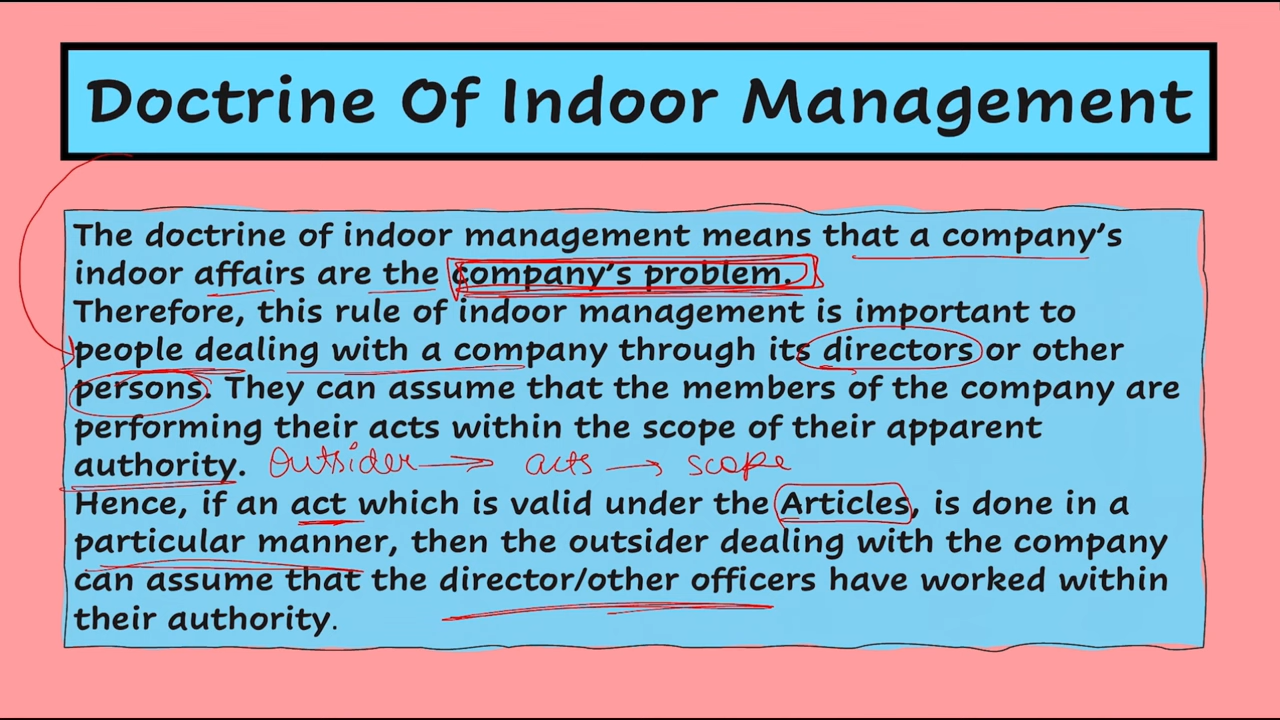 Doctrine Of Indoor Management
The doctrine of indoor management means that a company's
indoor affairs are the company's problem.
Therefore, this rule of indoor management is important to
people dealing with a company through its directors or other
persons. They can assume that the members of the company are
performing their acts within the scope of their apparent
authority. Outsider → acts → scope
Hence, if an act which is valid under the Articles, is done in a
particular manner, then the outsider dealing with the company
can assume that the director/other officers have worked within
their authority.